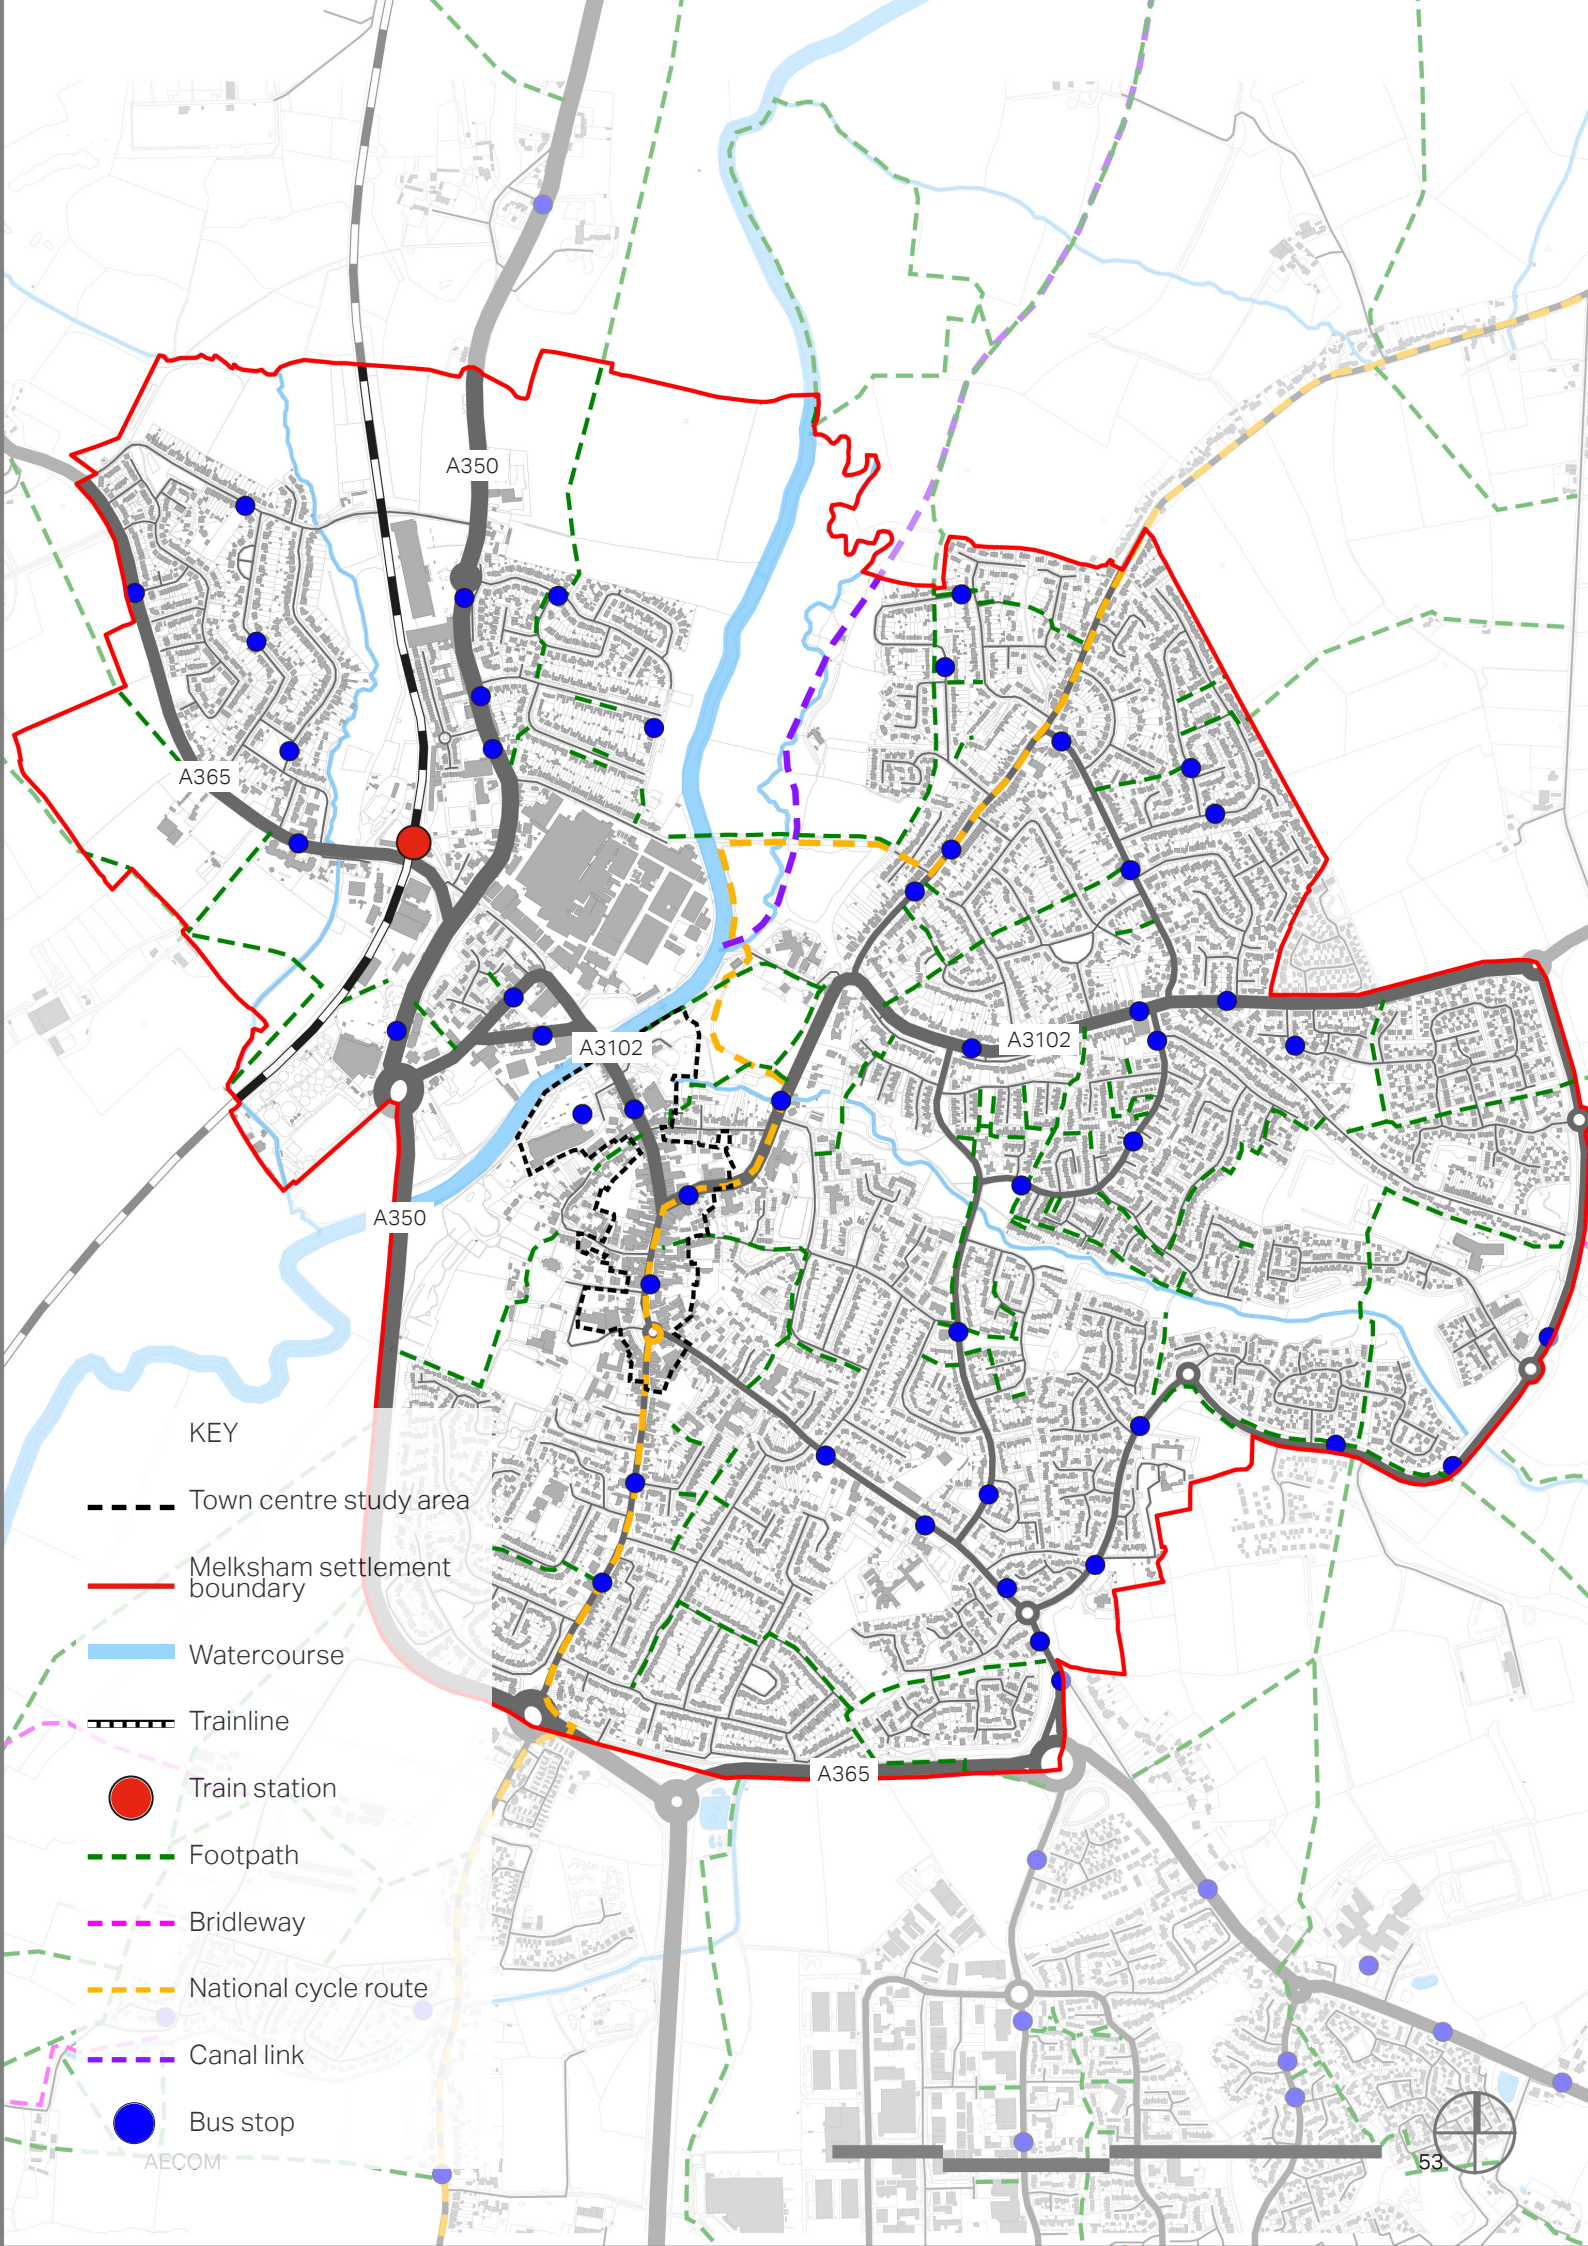 A350
A365
A3102
A3102
A350
A365
KEY
Town centre study area
Melksham settlement
boundary
Watercourse
Trainline
Train station
Footpath
Bridleway
National cycle route
Canal link
Bus stop
AECOM
53